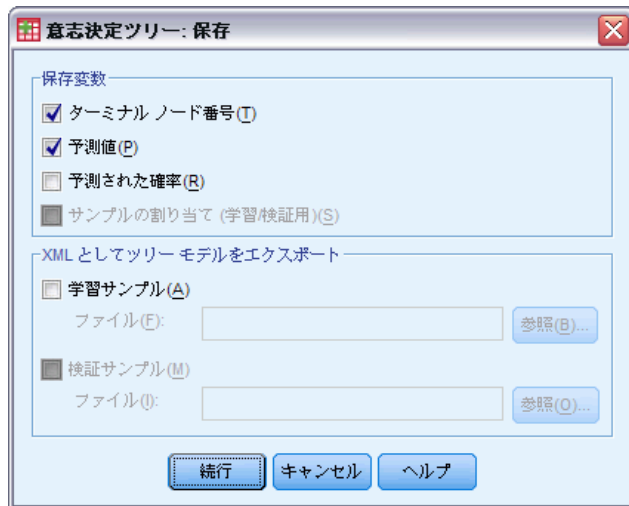 意志決定ツリー: 保存
保存変数
ターミナル ノード番号(T)
予測値(P)
予測された確率(R)
サンプルの割り当て (学習/検証用)(S)
XML としてツリー モデルをエクスポート
学習サンプル(A)
ファイル(F):
参照(B)...
検証サンプル(M)
ファイル(I):
参照(O)...
続行
キャンセル
ヘルプ